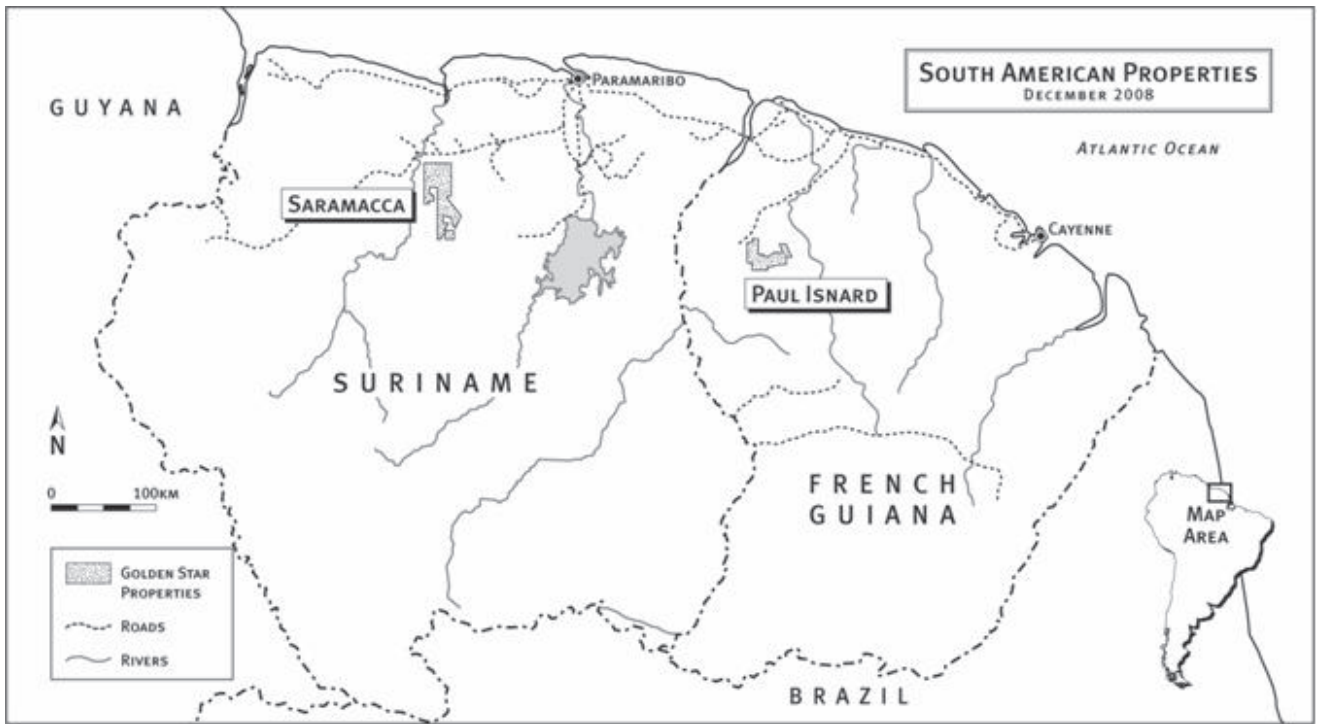 SOUTH AMERICAN PROPERTIES
DECEMBER 2008
GUYANA
PARAMARIBO
ATLANTIC OCEAN
SARAMACCA
CAYENNE
PAUL ISNARD
SURINAME
N
0 100KM
FRENCH
GUIANA
MAP
AREA
GOLDEN STAR
PROPERTIES
ROADS
RIVERS
BRAZIL